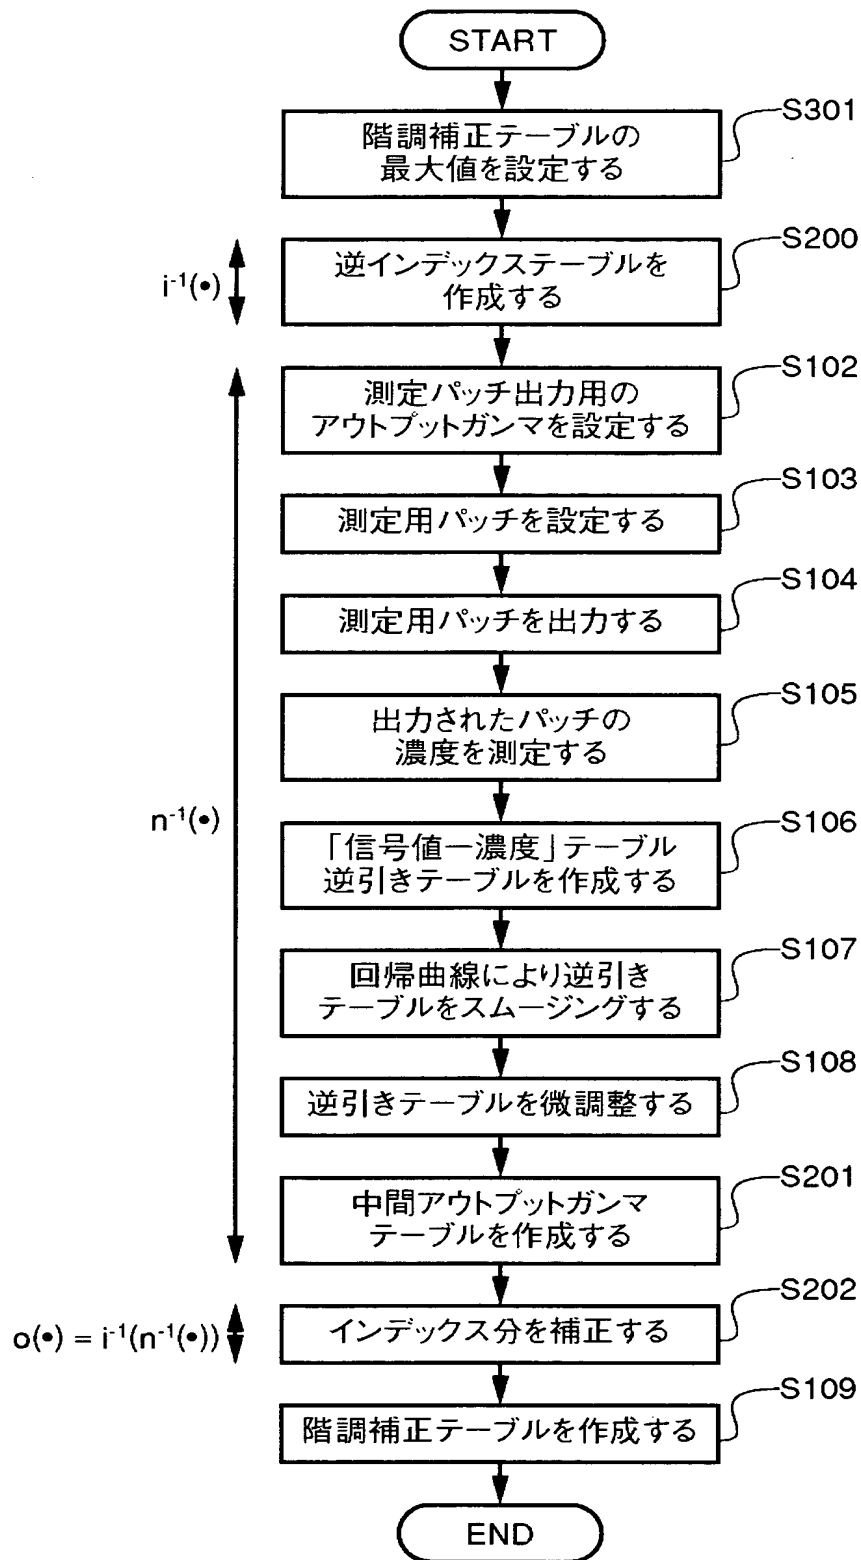 START
S301
階調補正テーブルの
最大値を設定する
S200
i⁻¹(•)
逆インデックステーブルを
作成する
S102
測定パッチ出力用の
アウトプットガンマを設定する
S103
測定用パッチを設定する
S104
測定用パッチを出力する
S105
出力されたパッチの
濃度を測定する
n⁻¹(•)
S106
「信号値ー濃度」テーブル
逆引きテーブルを作成する
S107
回帰曲線により逆引き
テーブルをスムージングする
S108
逆引きテーブルを微調整する
S201
中間アウトプットガンマ
テーブルを作成する
S202
o(•) = i⁻¹(n⁻¹(•))
インデックス分を補正する
S109
階調補正テーブルを作成する
END